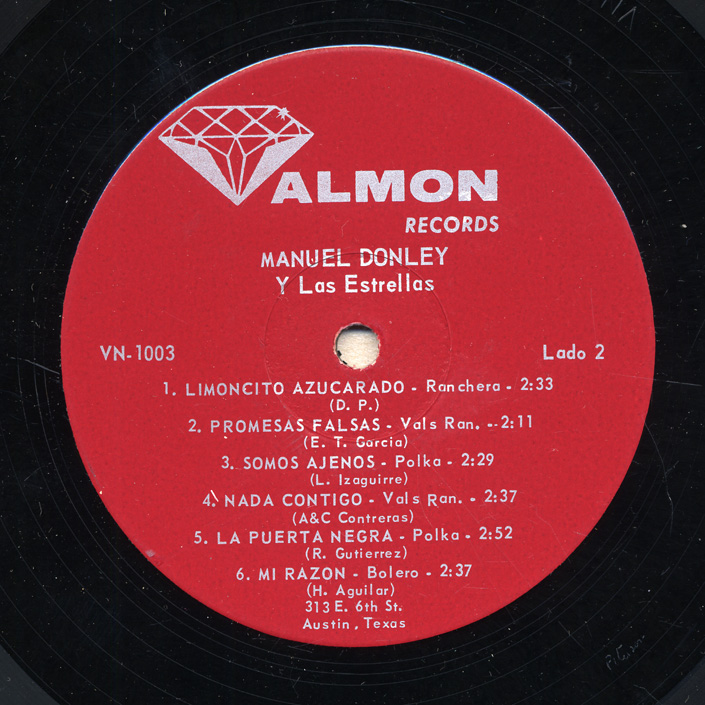 ALMON
RECORDS
MANUEL DONLEY
Y Las Estrellas
VN-1003
Lado 2
1. LIMONCITO AZUCARADO - Ranchera - 2:33
(D. P.)
2. PROMESAS FALSAS - Vals Ran. -- 2:11
(E. T. Garcia)
3. SOMOS AJENOS - Polka - 2:29
(L. Izaguirre)
4. NADA CONTIGO - Vals Ran. - 2:37
(A&C Contreras)
5. LA PUERTA NEGRA - Polka - 2:52
(R. Gutierrez)
6. MI RAZON - Bolero - 2:37
(H. Aguilar)
313 E. 6th St.
Austin, Texas